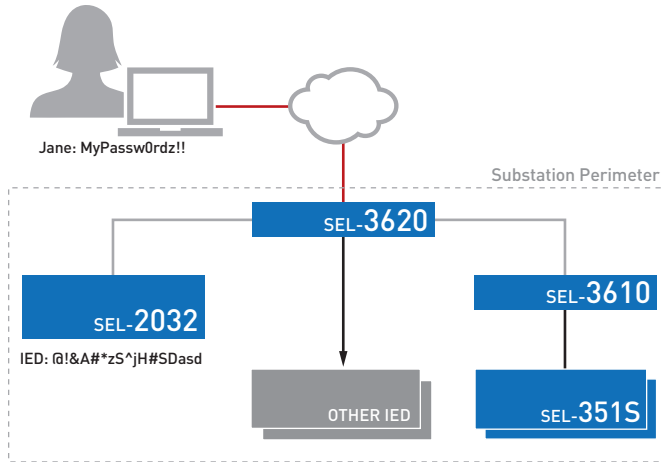 Jane: MyPassw0rdz!!
Substation Perimeter
SEL-3620
SEL-2032
SEL-3610
IED: @!&A#*zS^jH#SDasd
OTHER IED
SEL-351S